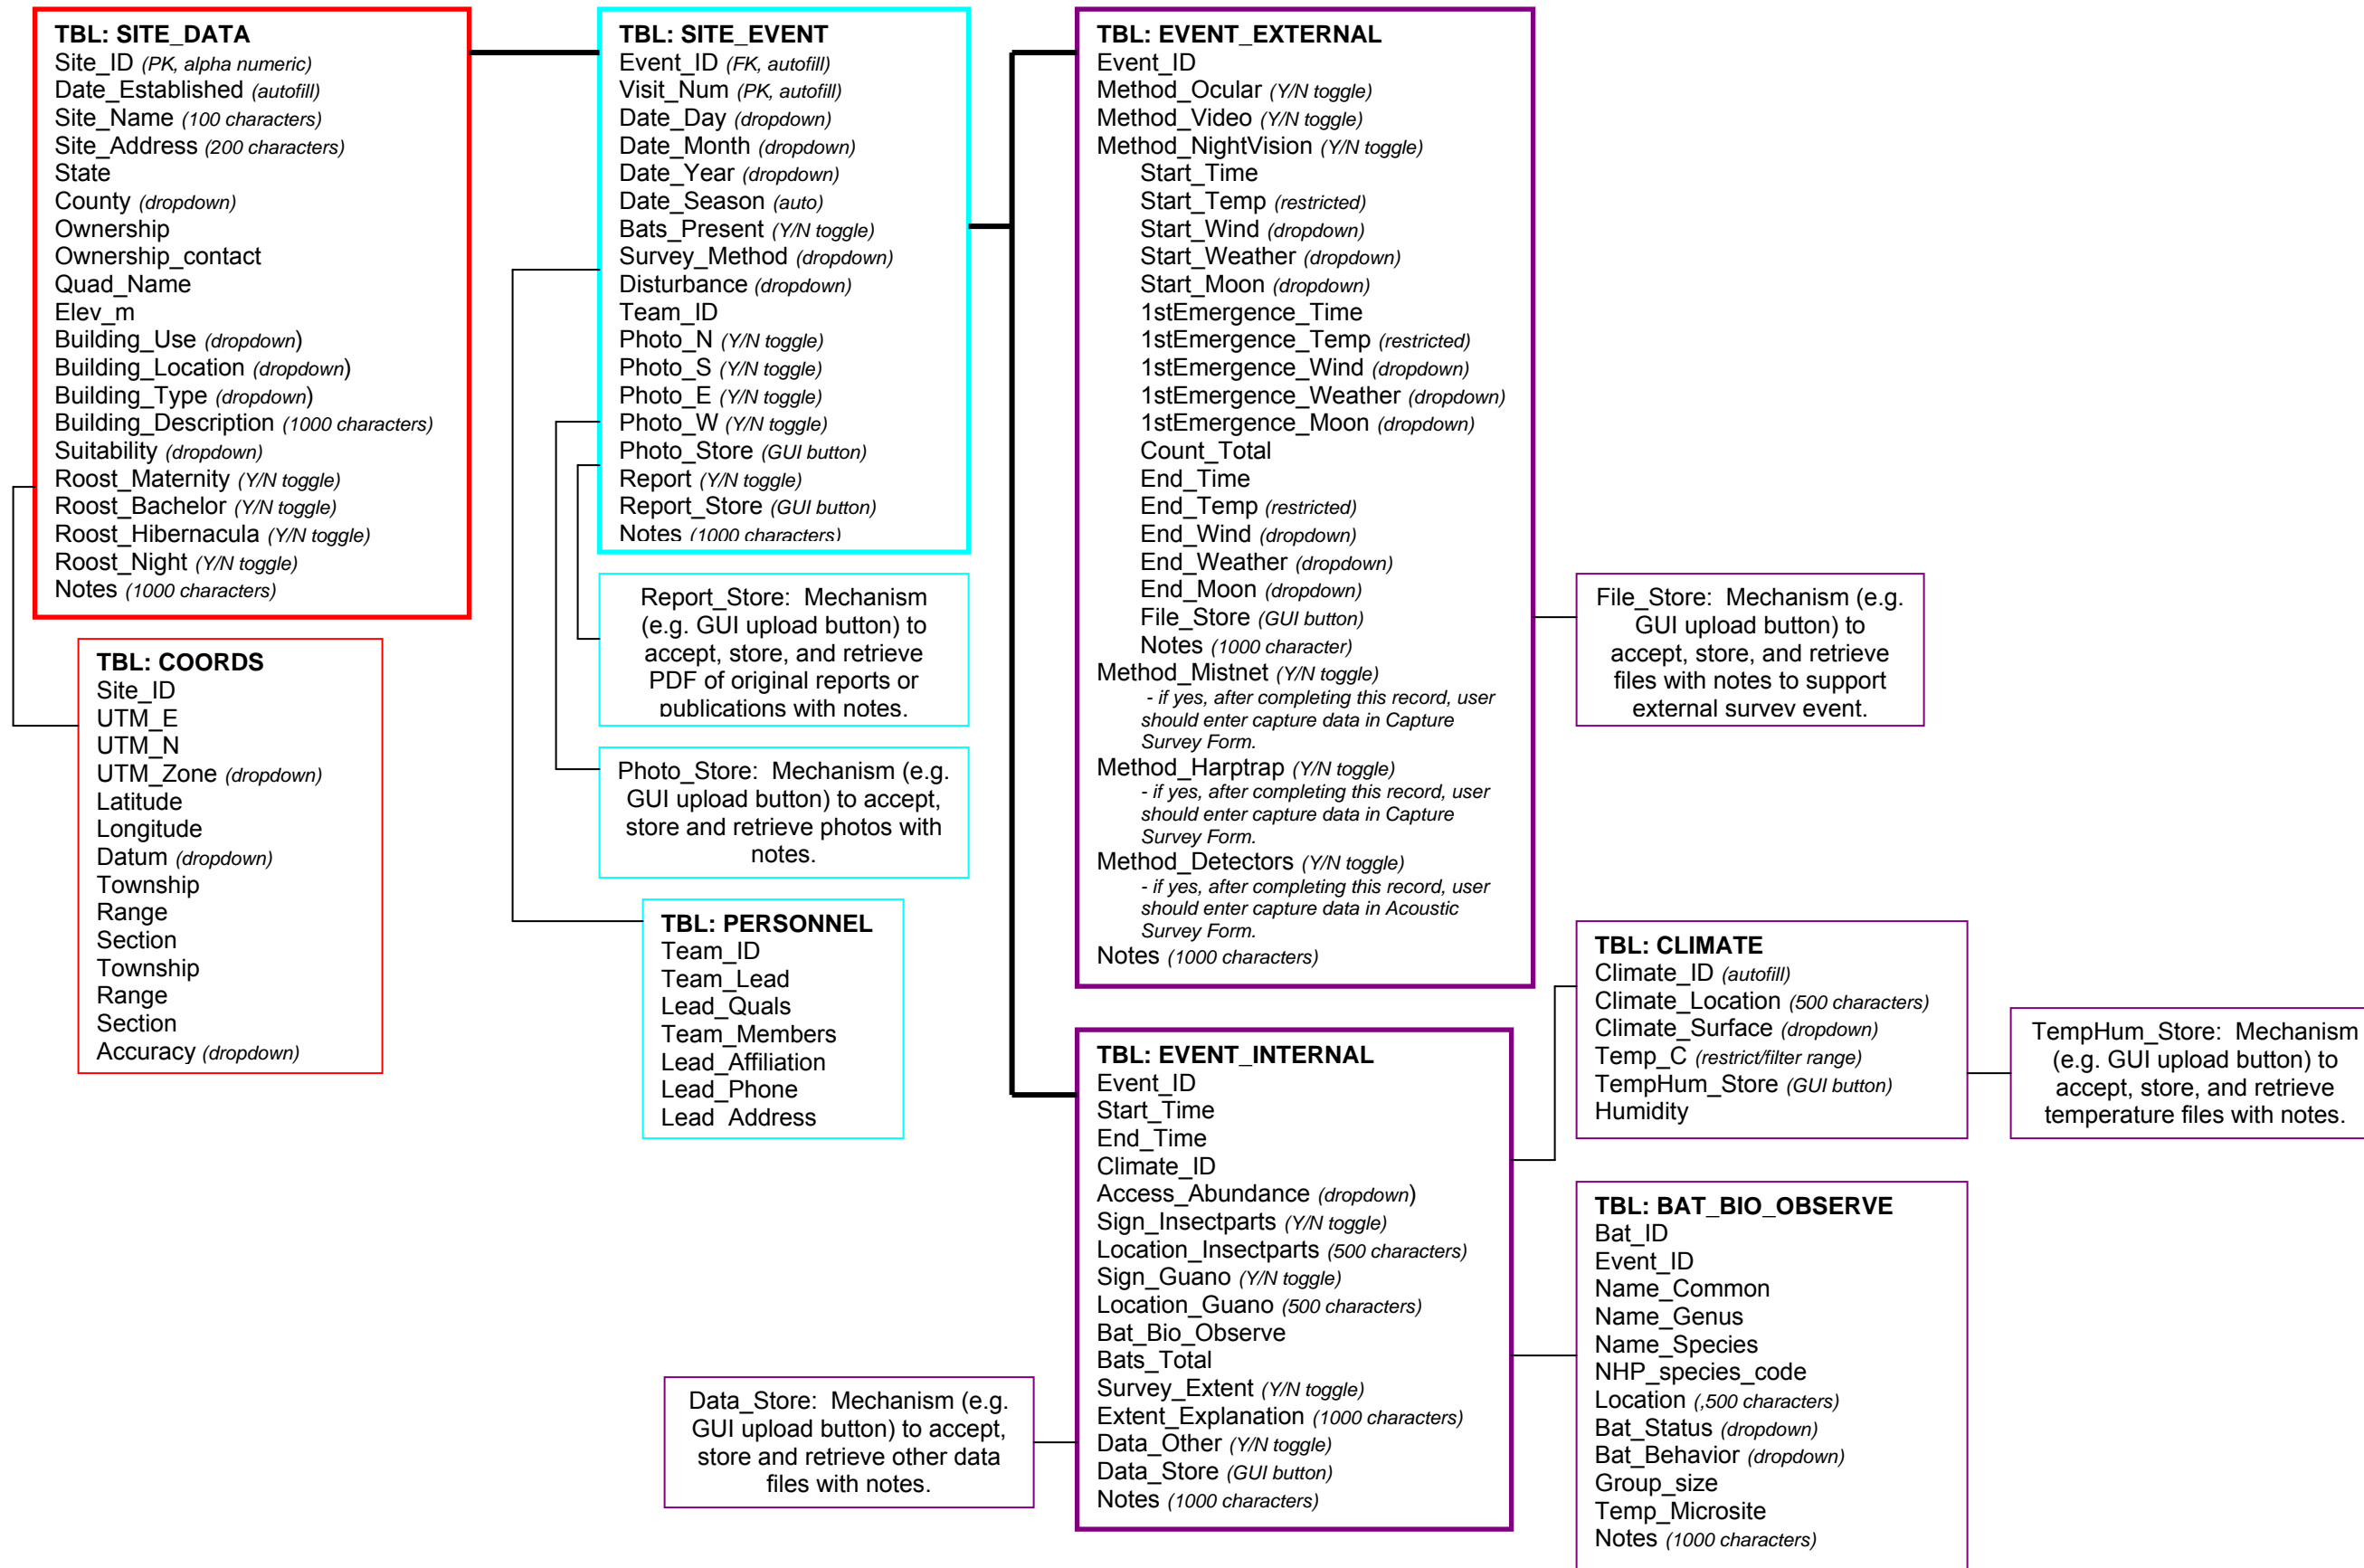 TBL: SITE_DATA
Site_ID (PK, alpha numeric)
Date_Established (autofill)
Site_Name (100 characters)
Site_Address (200 characters)
State
County (dropdown)
Ownership
Ownership_contact
Quad_Name
Elev_m
Building_Use (dropdown)
Building_Location (dropdown)
Building_Type (dropdown)
Building_Description (1000 characters)
Suitability (dropdown)
Roost_Maternity (Y/N toggle)
Roost_Bachelor (Y/N toggle)
Roost_Hibernacula (Y/N toggle)
Roost_Night (Y/N toggle)
Notes (1000 characters)
TBL: COORDS
Site_ID
UTM_E
UTM_N
UTM_Zone (dropdown)
Latitude
Longitude
Datum (dropdown)
Township
Range
Section
Township
Range
Section
Accuracy (dropdown)
TBL: SITE_EVENT
Event_ID (FK, autofill)
Visit_Num (PK, autofill)
Date_Day (dropdown)
Date_Month (dropdown)
Date_Year (dropdown)
Date_Season (auto)
Bats_Present (Y/N toggle)
Survey_Method (dropdown)
Disturbance (dropdown)
Team_ID
Photo_N (Y/N toggle)
Photo_S (Y/N toggle)
Photo_E (Y/N toggle)
Photo_W (Y/N toggle)
Photo_Store (GUI button)
Report (Y/N toggle)
Report_Store (GUI button)
Notes (1000 characters)
Report_Store: Mechanism
(e.g. GUI upload button) to
accept, store, and retrieve
PDF of original reports or
publications with notes.
Photo_Store: Mechanism (e.g.
GUI upload button) to accept,
store and retrieve photos with
notes.
TBL: PERSONNEL
Team_ID
Team_Lead
Lead_Quals
Team_Members
Lead_Affiliation
Lead_Phone
Lead_Address
TBL: EVENT_EXTERNAL
Event_ID
Method_Ocular (Y/N toggle)
Method_Video (Y/N toggle)
Method_NightVision (Y/N toggle)
Start_Time
Start_Temp (restricted)
Start_Wind (dropdown)
Start_Weather (dropdown)
Start_Moon (dropdown)
1stEmergence_Time
1stEmergence_Temp (restricted)
1stEmergence_Wind (dropdown)
1stEmergence_Weather (dropdown)
1stEmergence_Moon (dropdown)
Count_Total
End_Time
End_Temp (restricted)
End_Wind (dropdown)
End_Weather (dropdown)
End_Moon (dropdown)
File_Store (GUI button)
Notes (1000 character)
Method_Mistnet (Y/N toggle)
- if yes, after completing this record, user
should enter capture data in Capture
Survey Form.
Method_Harptrap (Y/N toggle)
- if yes, after completing this record, user
should enter capture data in Capture
Survey Form.
Method_Detectors (Y/N toggle)
- if yes, after completing this record, user
should enter capture data in Acoustic
Survey Form.
Notes (1000 characters)
File_Store: Mechanism (e.g.
GUI upload button) to
accept, store, and retrieve
files with notes to support
external survey event.
TBL: EVENT_INTERNAL
Event_ID
Start_Time
End_Time
Climate_ID
Access_Abundance (dropdown)
Sign_Insectparts (Y/N toggle)
Location_Insectparts (500 characters)
Sign_Guano (Y/N toggle)
Location_Guano (500 characters)
Bat_Bio_Observe
Bats_Total
Survey_Extent (Y/N toggle)
Extent_Explanation (1000 characters)
Data_Other (Y/N toggle)
Data_Store (GUI button)
Notes (1000 characters)
Data_Store: Mechanism (e.g.
GUI upload button) to accept,
store and retrieve other data
files with notes.
TBL: CLIMATE
Climate_ID (autofill)
Climate_Location (500 characters)
Climate_Surface (dropdown)
Temp_C (restrict/filter range)
TempHum_Store (GUI button)
Humidity
TempHum_Store: Mechanism
(e.g. GUI upload button) to
accept, store, and retrieve
temperature files with notes.
TBL: BAT_BIO_OBSERVE
Bat_ID
Event_ID
Name_Common
Name_Genus
Name_Species
NHP_species_code
Location (,500 characters)
Bat_Status (dropdown)
Bat_Behavior (dropdown)
Group_size
Temp_Microsite
Notes (1000 characters)